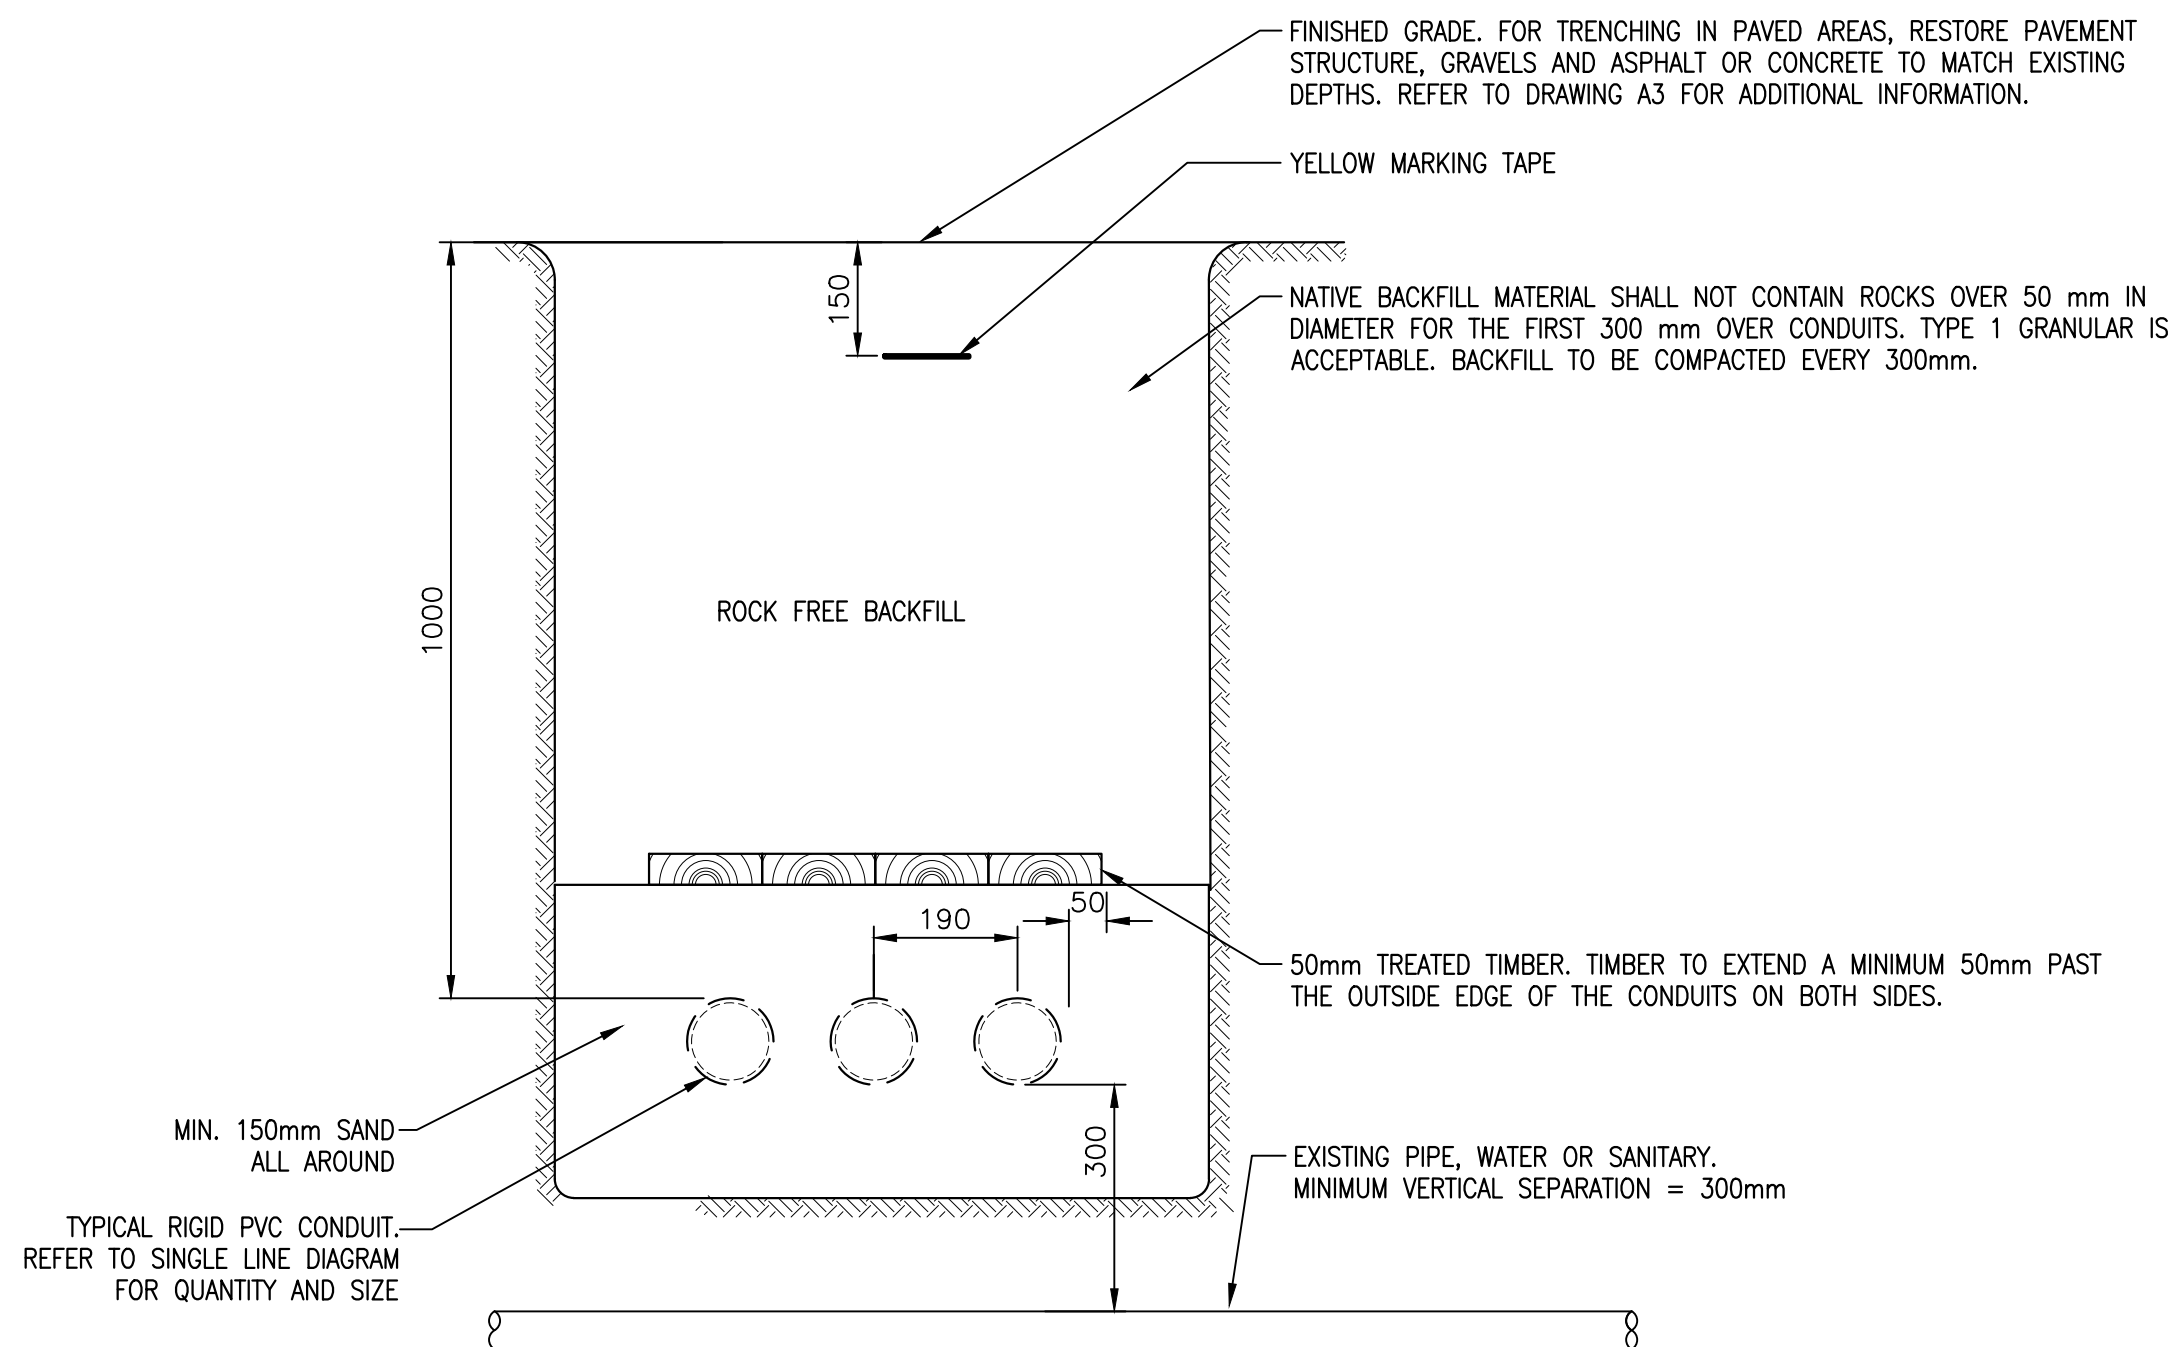 FINISHED GRADE. FOR TRENCHING IN PAVED AREAS, RESTORE PAVEMENT
STRUCTURE, GRAVELS AND ASPHALT OR CONCRETE TO MATCH EXISTING
DEPTHS. REFER TO DRAWING A3 FOR ADDITIONAL INFORMATION.
YELLOW MARKING TAPE
150
NATIVE BACKFILL MATERIAL SHALL NOT CONTAIN ROCKS OVER 50 mm IN
DIAMETER FOR THE FIRST 300 mm OVER CONDUITS. TYPE 1 GRANULAR IS
ACCEPTABLE. BACKFILL TO BE COMPACTED EVERY 300mm.
1000
ROCK FREE BACKFILL
190
50
50mm TREATED TIMBER. TIMBER TO EXTEND A MINIMUM 50mm PAST
THE OUTSIDE EDGE OF THE CONDUITS ON BOTH SIDES.
MIN. 150mm SAND
ALL AROUND
300
EXISTING PIPE, WATER OR SANITARY.
MINIMUM VERTICAL SEPARATION = 300mm
TYPICAL RIGID PVC CONDUIT.
REFER TO SINGLE LINE DIAGRAM
FOR QUANTITY AND SIZE